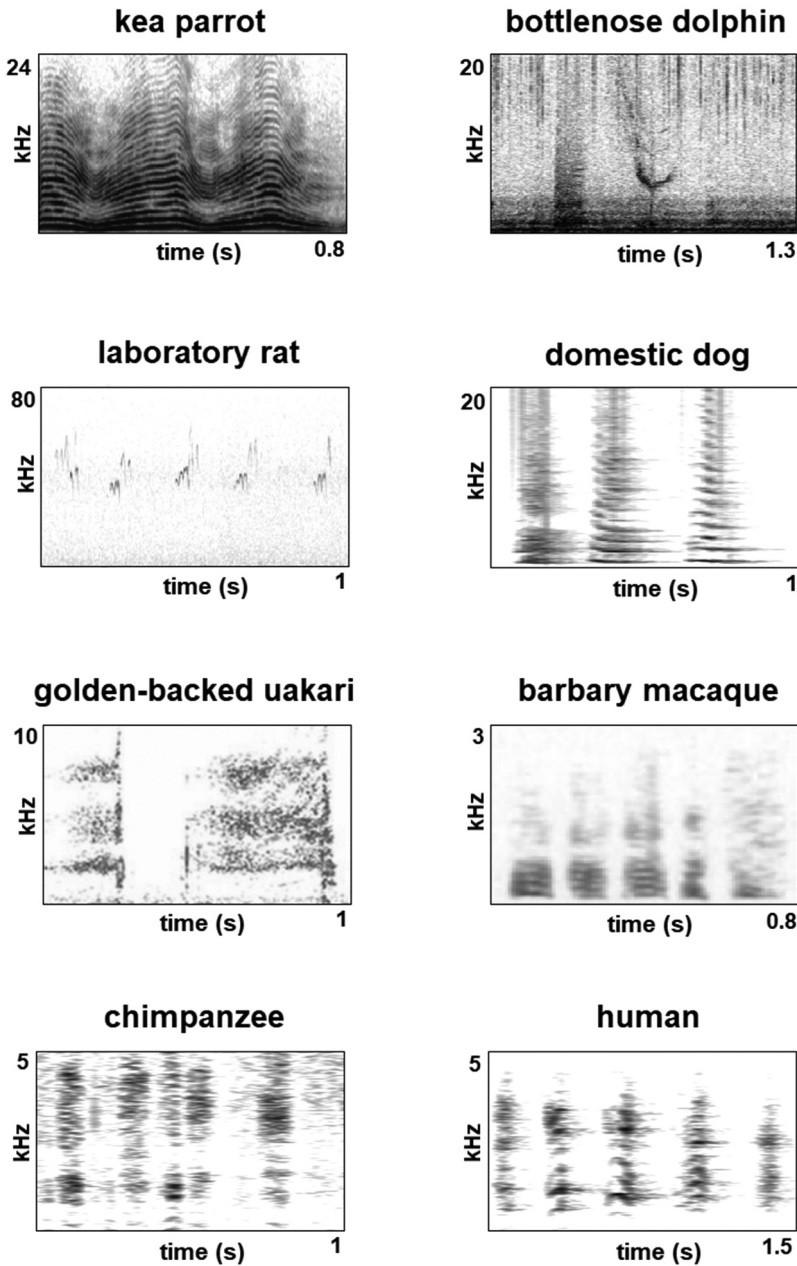 kea parrot
24
kHz
time (s)
0.8
bottlenose dolphin
20
kHz
time (s)
1.3
laboratory rat
80
kHz
time (s)
1
domestic dog
20
kHz
time (s)
1
golden-backed uakari
10
kHz
time (s)
1
barbary macaque
3
kHz
time (s)
0.8
chimpanzee
5
kHz
time (s)
1
human
5
kHz
time (s)
1.5